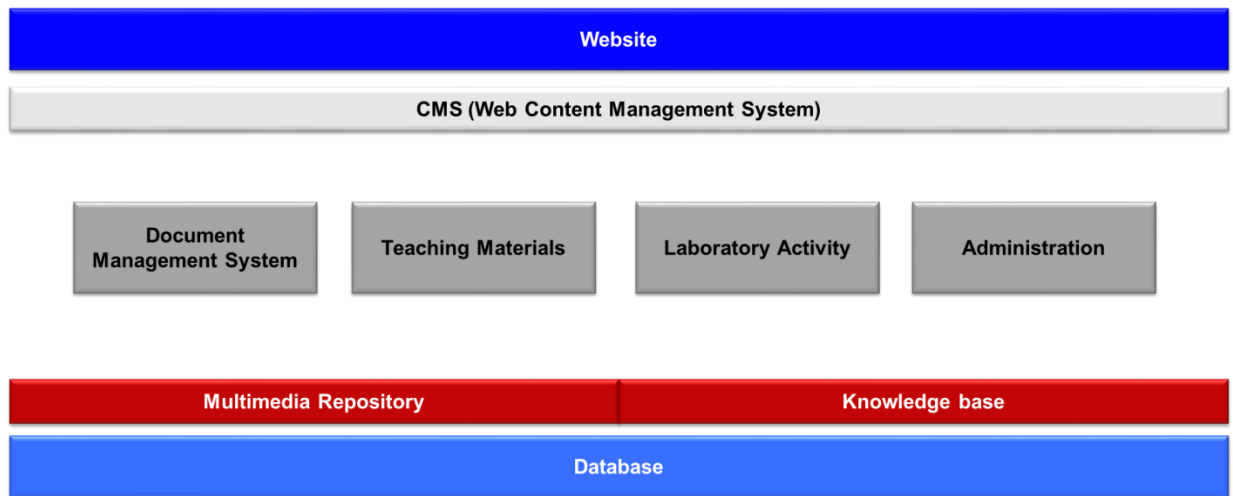 Website
CMS (Web Content Management System)
Document
Management System
Teaching Materials
Laboratory Activity
Administration
Multimedia Repository
Knowledge base
Database